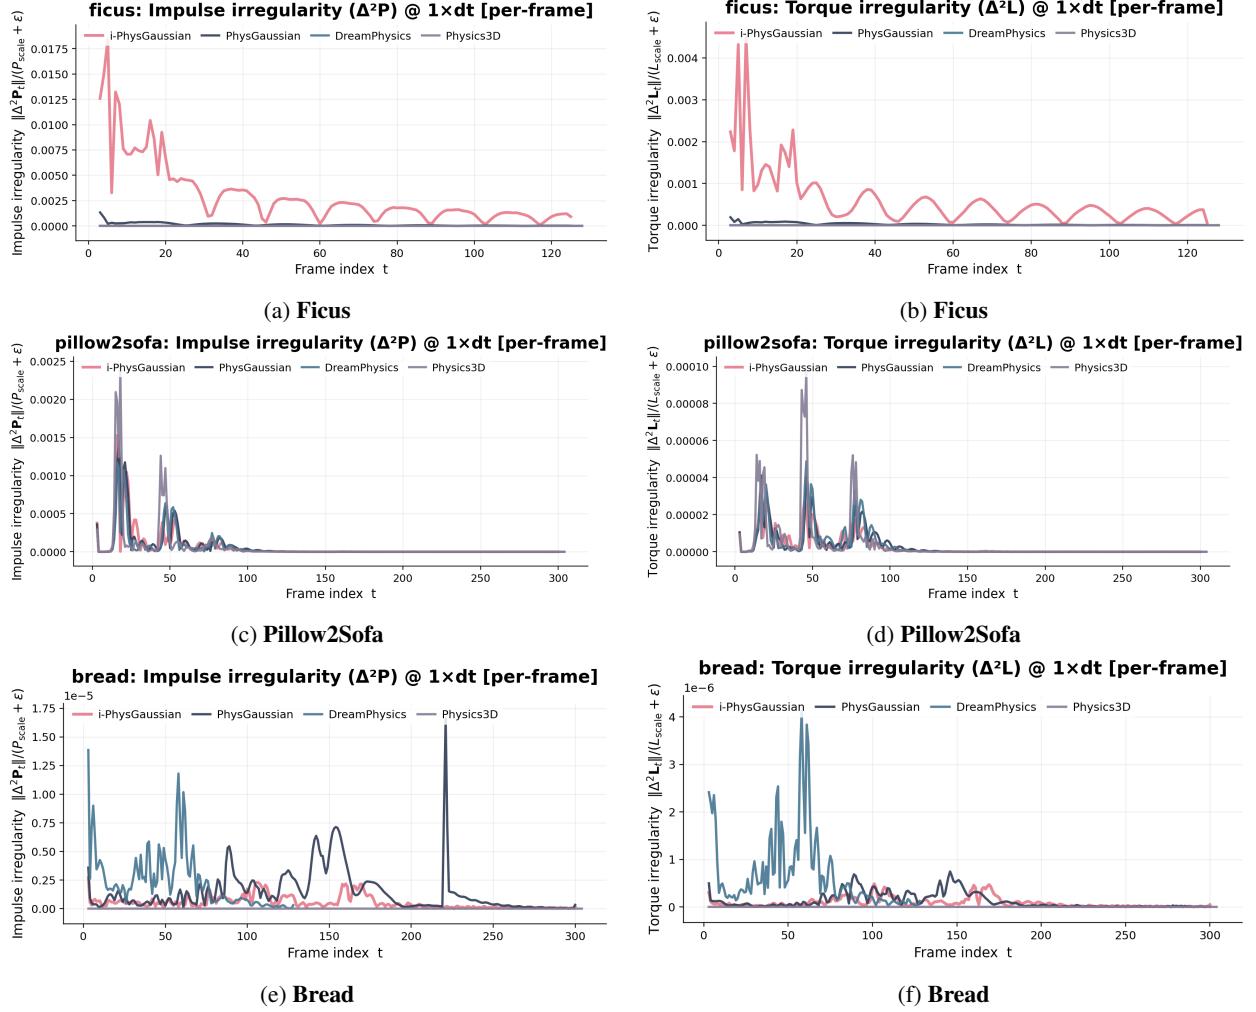 ficus: Impulse irregularity (Δ²P) @ 1×dt [per-frame]
i-PhysGaussian PhysGaussian DreamPhysics Physics3D
Impulse irregularity ‖Δ²P_t‖/(P_scale + ε)
0.0175
0.0150
0.0125
0.0100
0.0075
0.0050
0.0025
0.0000
0 20 40 60 80 100 120
Frame index t
(a) Ficus
ficus: Torque irregularity (Δ²L) @ 1×dt [per-frame]
i-PhysGaussian PhysGaussian DreamPhysics Physics3D
Torque irregularity ‖Δ²L_t‖/(L_scale + ε)
0.004
0.003
0.002
0.001
0.000
0 20 40 60 80 100 120
Frame index t
(b) Ficus
pillow2sofa: Impulse irregularity (Δ²P) @ 1×dt [per-frame]
i-PhysGaussian PhysGaussian DreamPhysics Physics3D
Impulse irregularity ‖Δ²P_t‖/(P_scale + ε)
0.0025
0.0020
0.0015
0.0010
0.0005
0.0000
0 50 100 150 200 250 300
Frame index t
(c) Pillow2Sofa
pillow2sofa: Torque irregularity (Δ²L) @ 1×dt [per-frame]
i-PhysGaussian PhysGaussian DreamPhysics Physics3D
Torque irregularity ‖Δ²L_t‖/(L_scale + ε)
0.00010
0.00008
0.00006
0.00004
0.00002
0.00000
0 50 100 150 200 250 300
Frame index t
(d) Pillow2Sofa
bread: Impulse irregularity (Δ²P) @ 1×dt [per-frame]
1e−5
i-PhysGaussian PhysGaussian DreamPhysics Physics3D
Impulse irregularity ‖Δ²P_t‖/(P_scale + ε)
1.75
1.50
1.25
1.00
0.75
0.50
0.25
0.00
0 50 100 150 200 250 300
Frame index t
(e) Bread
bread: Torque irregularity (Δ²L) @ 1×dt [per-frame]
1e−6
i-PhysGaussian PhysGaussian DreamPhysics Physics3D
Torque irregularity ‖Δ²L_t‖/(L_scale + ε)
4
3
2
1
0
0 50 100 150 200 250 300
Frame index t
(f) Bread